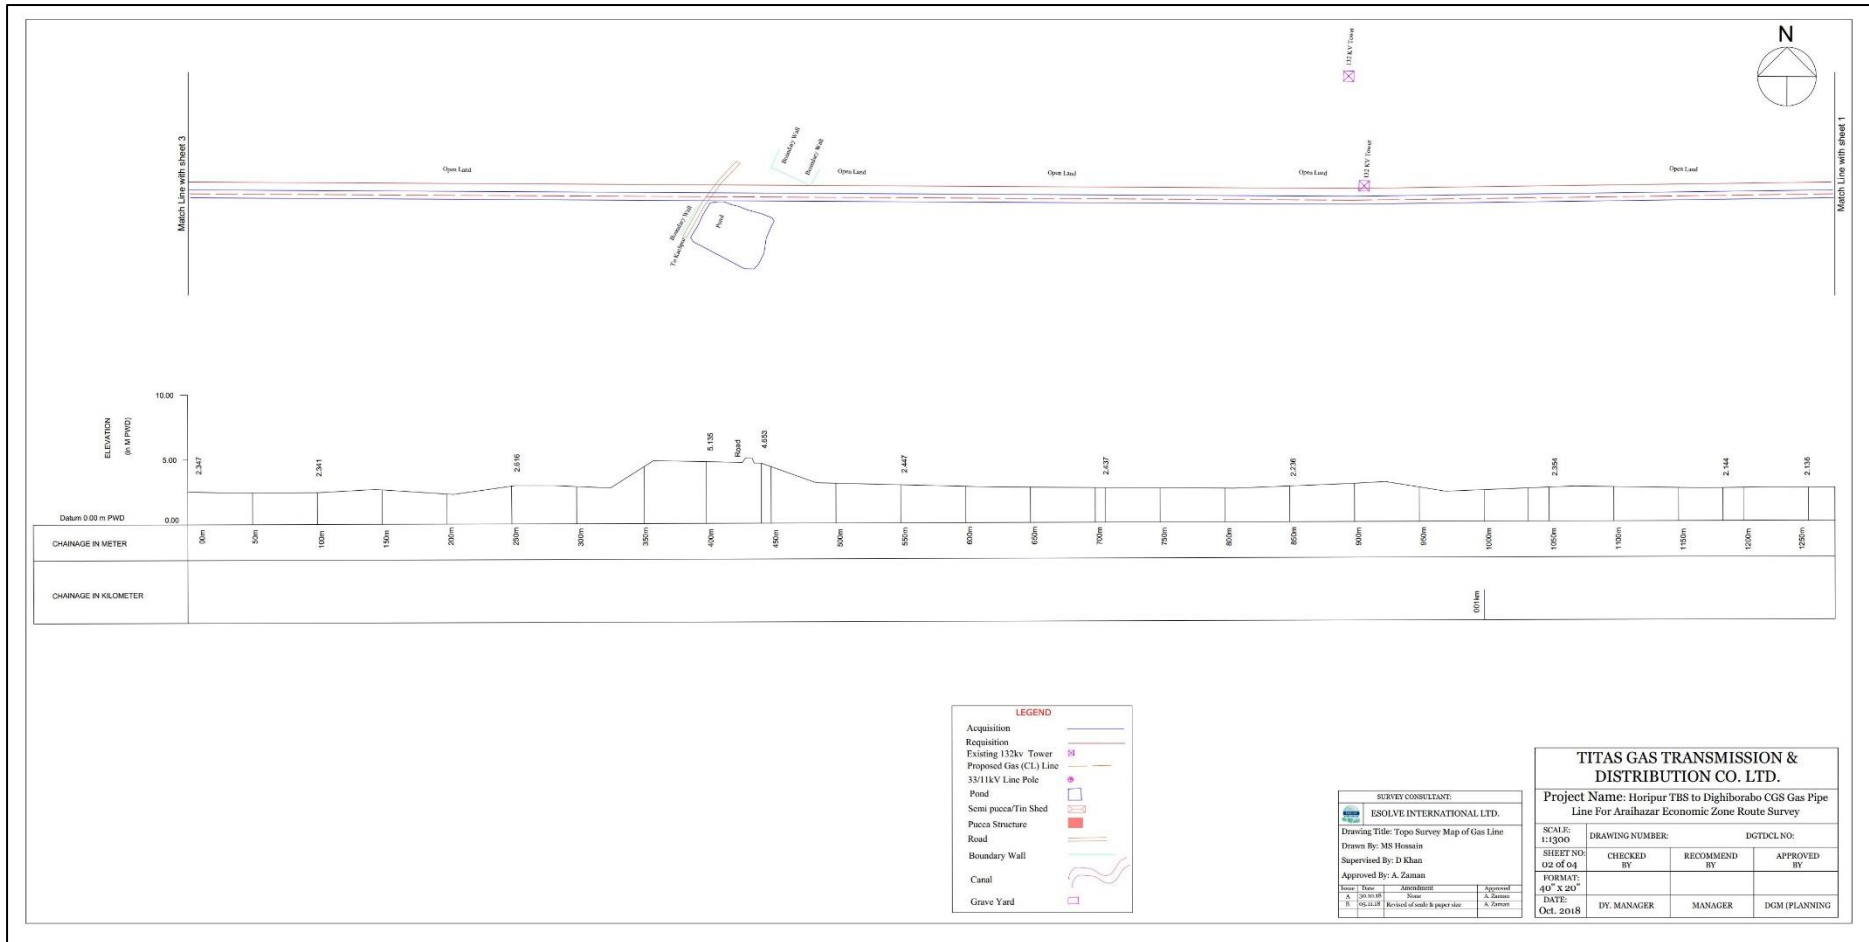 N
132 KV Tower
132 KV Tower
Match Line with sheet 3
Match Line with sheet 1
Open Land
Boundary Wall
Boundary Wall
Open Land
Open Land
Open Land
Open Land
Boundary Wall
To Kachpur
Pond
ELEVATION
(In M PWD)
10.00
5.00
0.00
Datum 0.00 m PWD
2.347
2.341
2.616
5.135
Road
4.653
2.447
2.437
2.236
2.354
2.144
2.136
CHAINAGE IN METER
00m
50m
100m
150m
200m
250m
300m
350m
400m
450m
500m
550m
600m
650m
700m
750m
800m
850m
900m
950m
1000m
1050m
1100m
1150m
1200m
1250m
CHAINAGE IN KILOMETER
001km
LEGEND
Acquisition
Requisition
Existing 132kv Tower
Proposed Gas (CL) Line
33/11kV Line Pole
Pond
Semi pucca/Tin Shed
Pucca Structure
Road
Boundary Wall
Canal
Grave Yard
SURVEY CONSULTANT:
ESOLVE INTERNATIONAL LTD.
Drawing Title: Topo Survey Map of Gas Line
Drawn By: MS Hossain
Supervised By: D Khan
Approved By: A. Zaman
Issue Date Amendment Approved
A 30.10.18 None A. Zaman
B 05.11.18 Revised of scale & paper size A. Zaman
TITAS GAS TRANSMISSION &
DISTRIBUTION CO. LTD.
Project Name: Horipur TBS to Dighiborabo CGS Gas Pipe
Line For Araihazar Economic Zone Route Survey
SCALE:
1:1300
DRAWING NUMBER:
DGTDCL NO:
SHEET NO:
02 of 04
CHECKED
BY
RECOMMEND
BY
APPROVED
BY
FORMAT:
40" X 20"
DATE:
Oct. 2018
DY. MANAGER
MANAGER
DGM (PLANNING